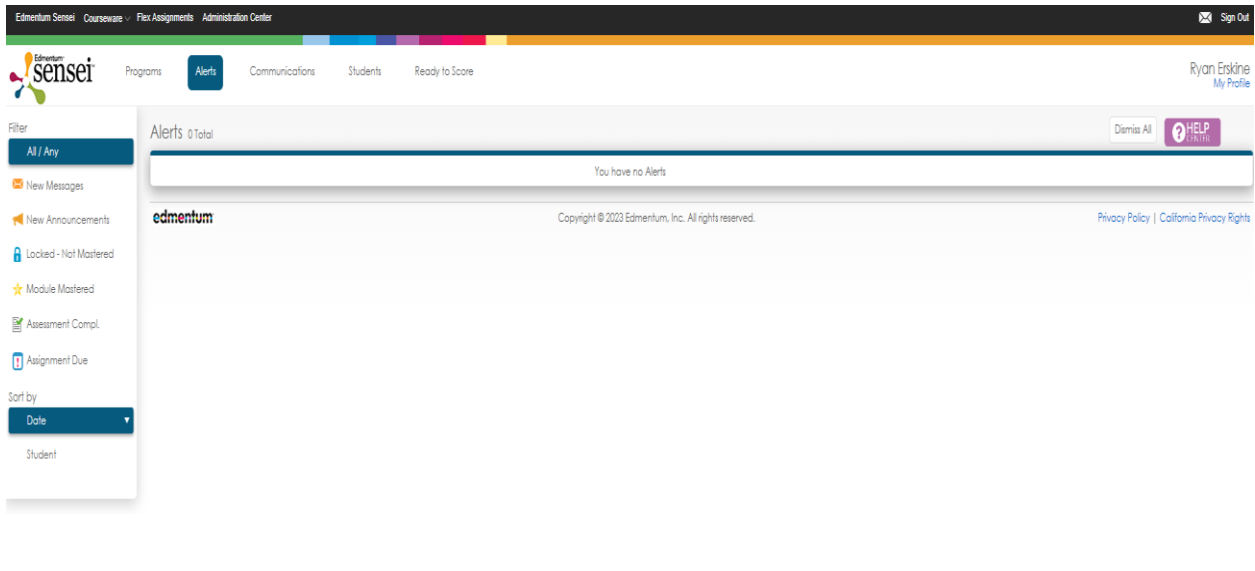 Edmentum Sensei Courseware Flex Assignments Administration Center Sign Out
Edmentum
sensei
Programs Alerts Communications Students Ready to Score
Ryan Erskine
My Profile
Filter
All / Any
New Messages
New Announcements
Locked - Not Mastered
Module Mastered
Assessment Compl.
Assignment Due
Sort by
Date
Student
Alerts 0 Total
Dismiss All
HELP
CENTER
You have no Alerts
edmentum
Copyright © 2023 Edmentum, Inc. All rights reserved.
Privacy Policy | California Privacy Rights